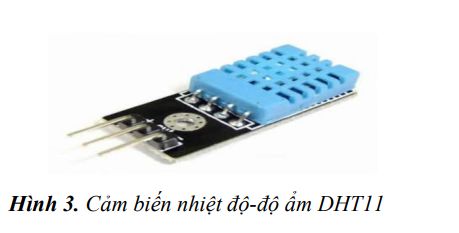 Hình 3. Cảm biến nhiệt độ-độ ẩm DHT11